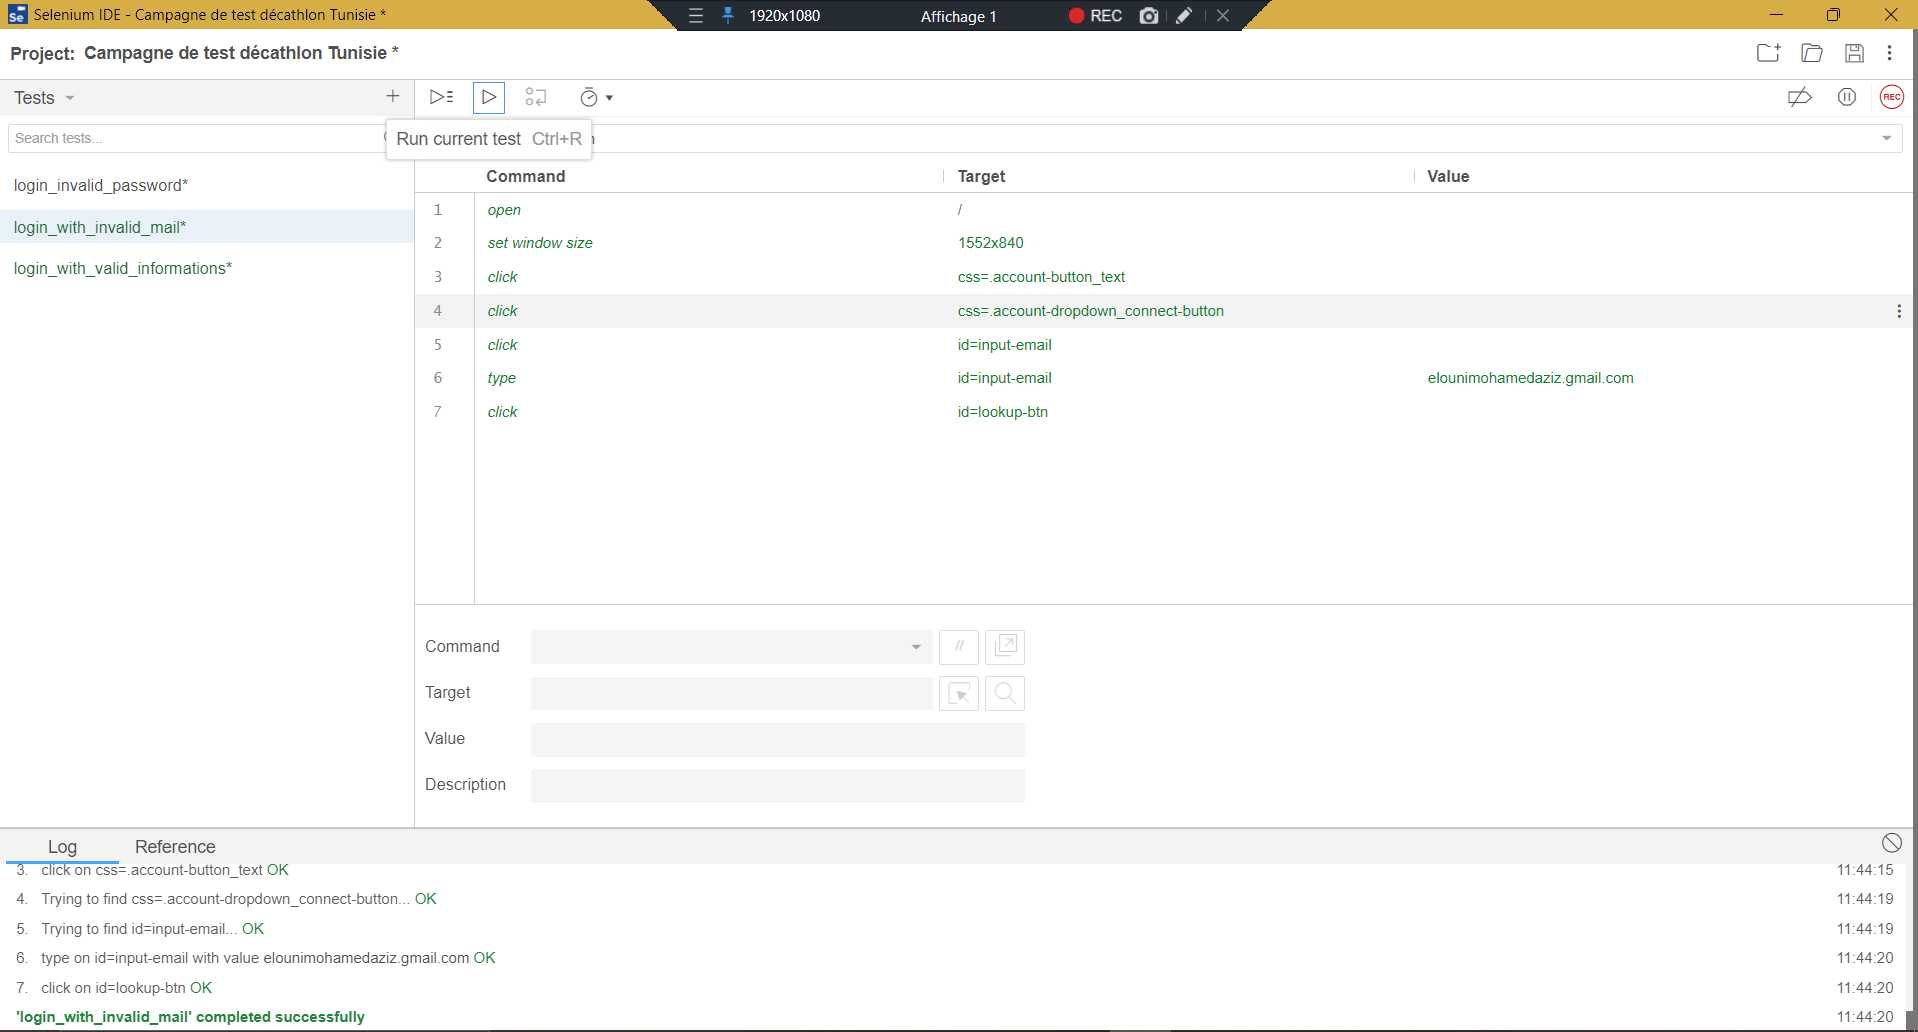 Selenium IDE - Campagne de test décathlon Tunisie *
1920x1080 Affichage 1 REC
Project: Campagne de test décathlon Tunisie *
Tests
REC
Search tests...
Run current test Ctrl+R
Command Target Value
login_invalid_password*
login_with_invalid_mail*
login_with_valid_informations*
1 open /
2 set window size 1552x840
3 click css=.account-button_text
4 click css=.account-dropdown_connect-button
5 click id=input-email
6 type id=input-email elounimohamedaziz.gmail.com
7 click id=lookup-btn
Command //
Target
Value
Description
Log Reference
3. click on css=.account-button_text OK 11:44:15
4. Trying to find css=.account-dropdown_connect-button... OK 11:44:19
5. Trying to find id=input-email... OK 11:44:19
6. type on id=input-email with value elounimohamedaziz.gmail.com OK 11:44:20
7. click on id=lookup-btn OK 11:44:20
'login_with_invalid_mail' completed successfully 11:44:20